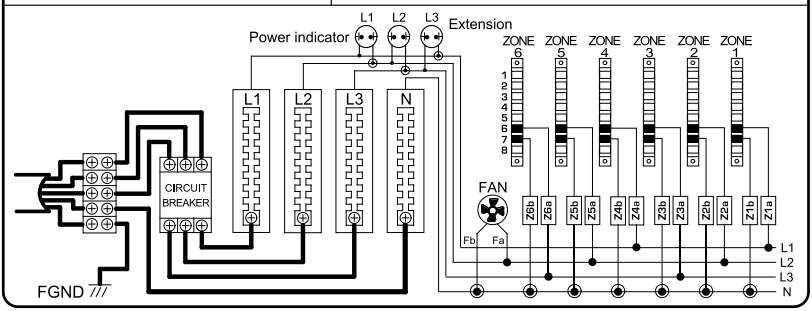 L1 L2 L3
Power indicator Extension
ZONE 6 ZONE 5 ZONE 4 ZONE 3 ZONE 2 ZONE 1
1
2
3
4
5
6
7
8
L1 L2 L3 N
CIRCUIT
BREAKER
FAN
Fb Fa
Z6b Z6a Z5b Z5a Z4b Z4a Z3b Z3a Z2b Z2a Z1b Z1a
L1
L2
L3
N
FGND